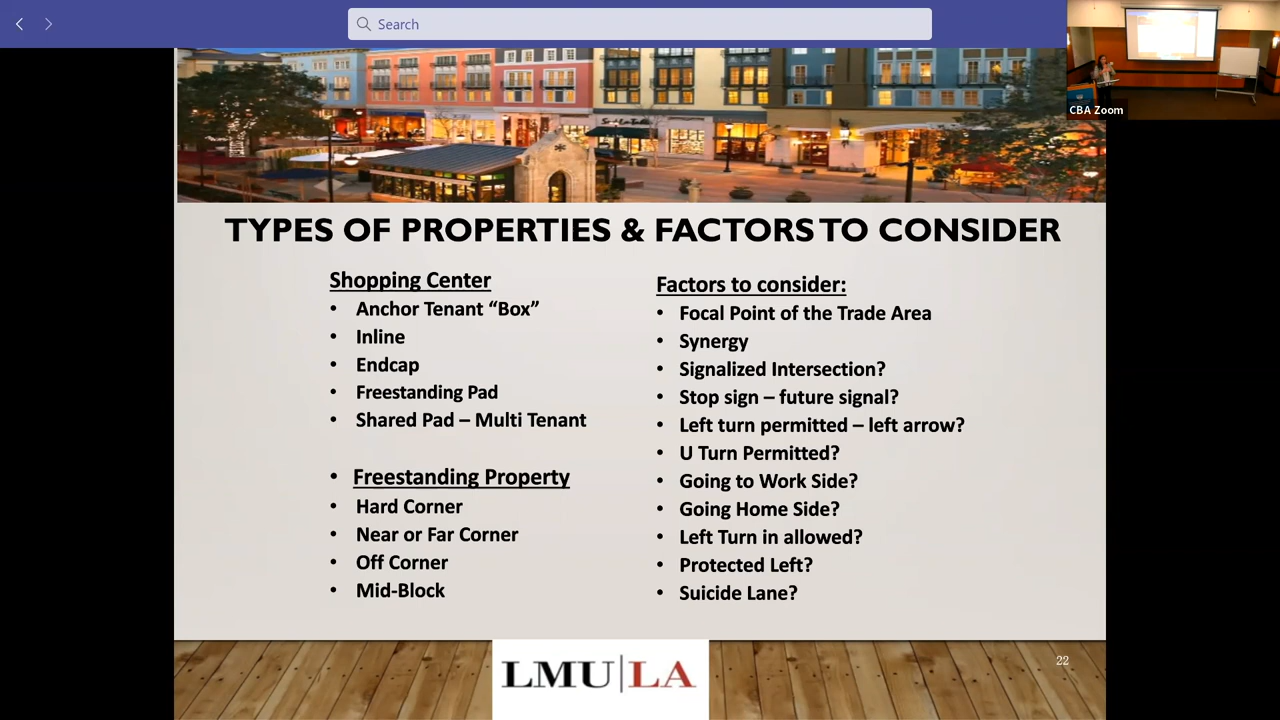 Search
CBA Zoom
TYPES OF PROPERTIES & FACTORS TO CONSIDER
Shopping Center
• Anchor Tenant “Box”
• Inline
• Endcap
• Freestanding Pad
• Shared Pad – Multi Tenant
• Freestanding Property
• Hard Corner
• Near or Far Corner
• Off Corner
• Mid-Block
Factors to consider:
• Focal Point of the Trade Area
• Synergy
• Signalized Intersection?
• Stop sign – future signal?
• Left turn permitted – left arrow?
• U Turn Permitted?
• Going to Work Side?
• Going Home Side?
• Left Turn in allowed?
• Protected Left?
• Suicide Lane?
LMU|LA
22